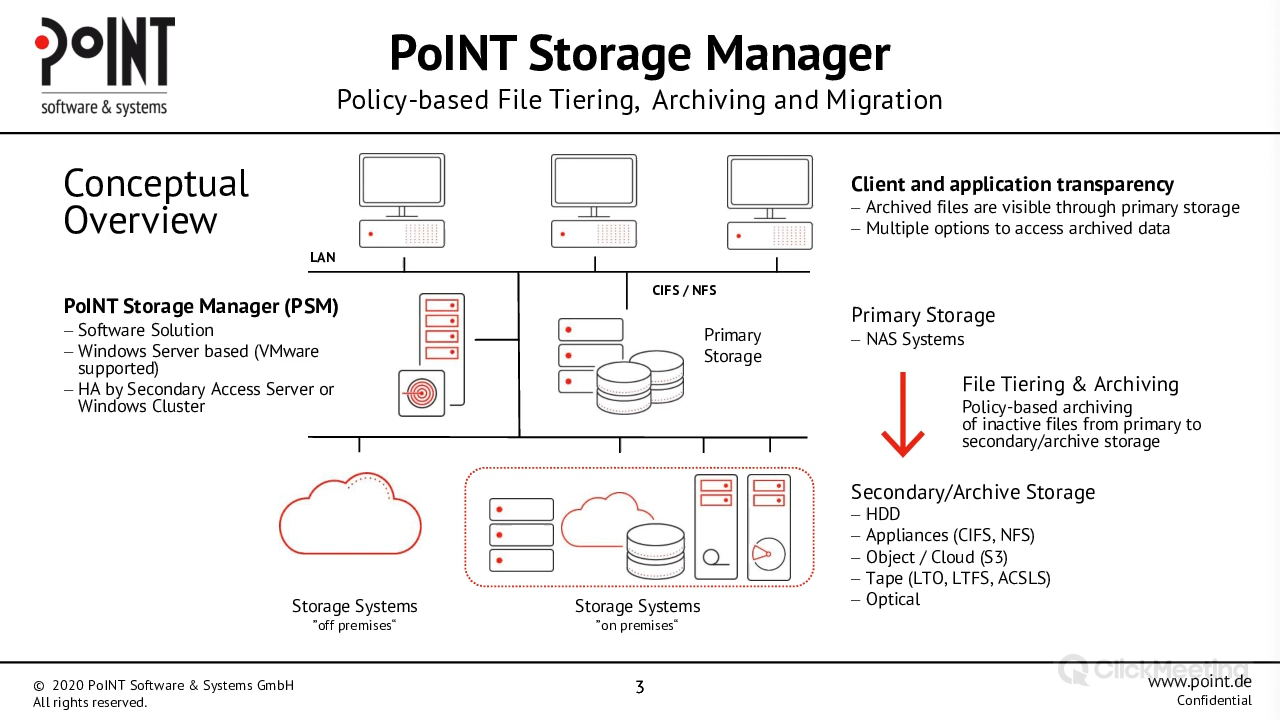 PoINT
software & systems
PoINT Storage Manager
Policy-based File Tiering, Archiving and Migration
Conceptual
Overview
LAN
CIFS / NFS
PoINT Storage Manager (PSM)
– Software Solution
– Windows Server based (VMware
supported)
– HA by Secondary Access Server or
Windows Cluster
Primary
Storage
Client and application transparency
– Archived files are visible through primary storage
– Multiple options to access archived data
Primary Storage
– NAS Systems
File Tiering & Archiving
Policy-based archiving
of inactive files from primary to
secondary/archive storage
Secondary/Archive Storage
– HDD
– Appliances (CIFS, NFS)
– Object / Cloud (S3)
– Tape (LTO, LTFS, ACSLS)
– Optical
Storage Systems
”off premises“
Storage Systems
”on premises“
© 2020 PoINT Software & Systems GmbH
All rights reserved.
3
ClickMeeting
www.point.de
Confidential